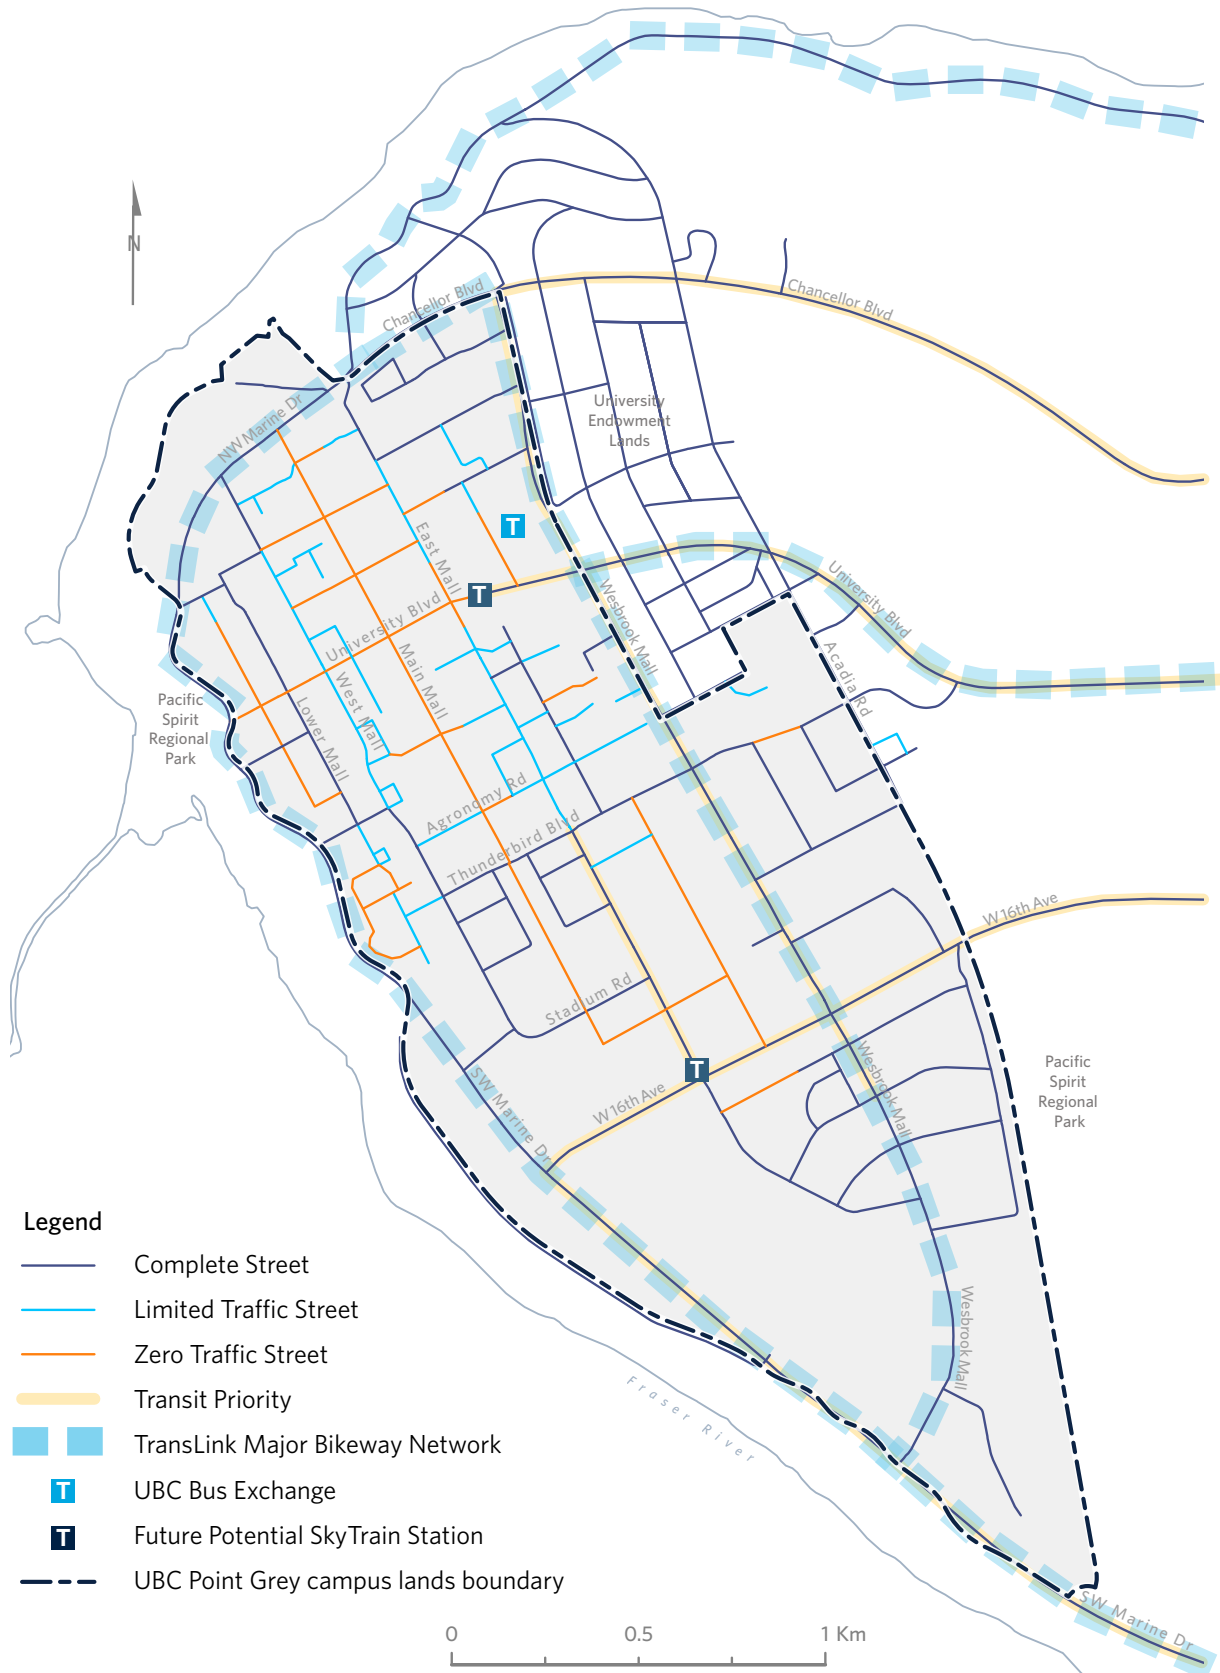 N
Chancellor Blvd
Chancellor Blvd
NW Marine Dr
University
Endowment
Lands
T
East Mall
T
University Blvd
Wesbrook Mall
University Blvd
Main Mall
West Mall
Lower Mall
Acadia Rd
Pacific
Spirit
Regional
Park
Agronomy Rd
Thunderbird Blvd
W 16th Ave
Stadium Rd
T
W 16th Ave
SW Marine Dr
Wesbrook Mall
Pacific
Spirit
Regional
Park
Wesbrook Mall
Fraser River
SW Marine Dr
Legend
Complete Street
Limited Traffic Street
Zero Traffic Street
Transit Priority
TransLink Major Bikeway Network
T UBC Bus Exchange
T Future Potential SkyTrain Station
UBC Point Grey campus lands boundary
0 0.5 1 Km